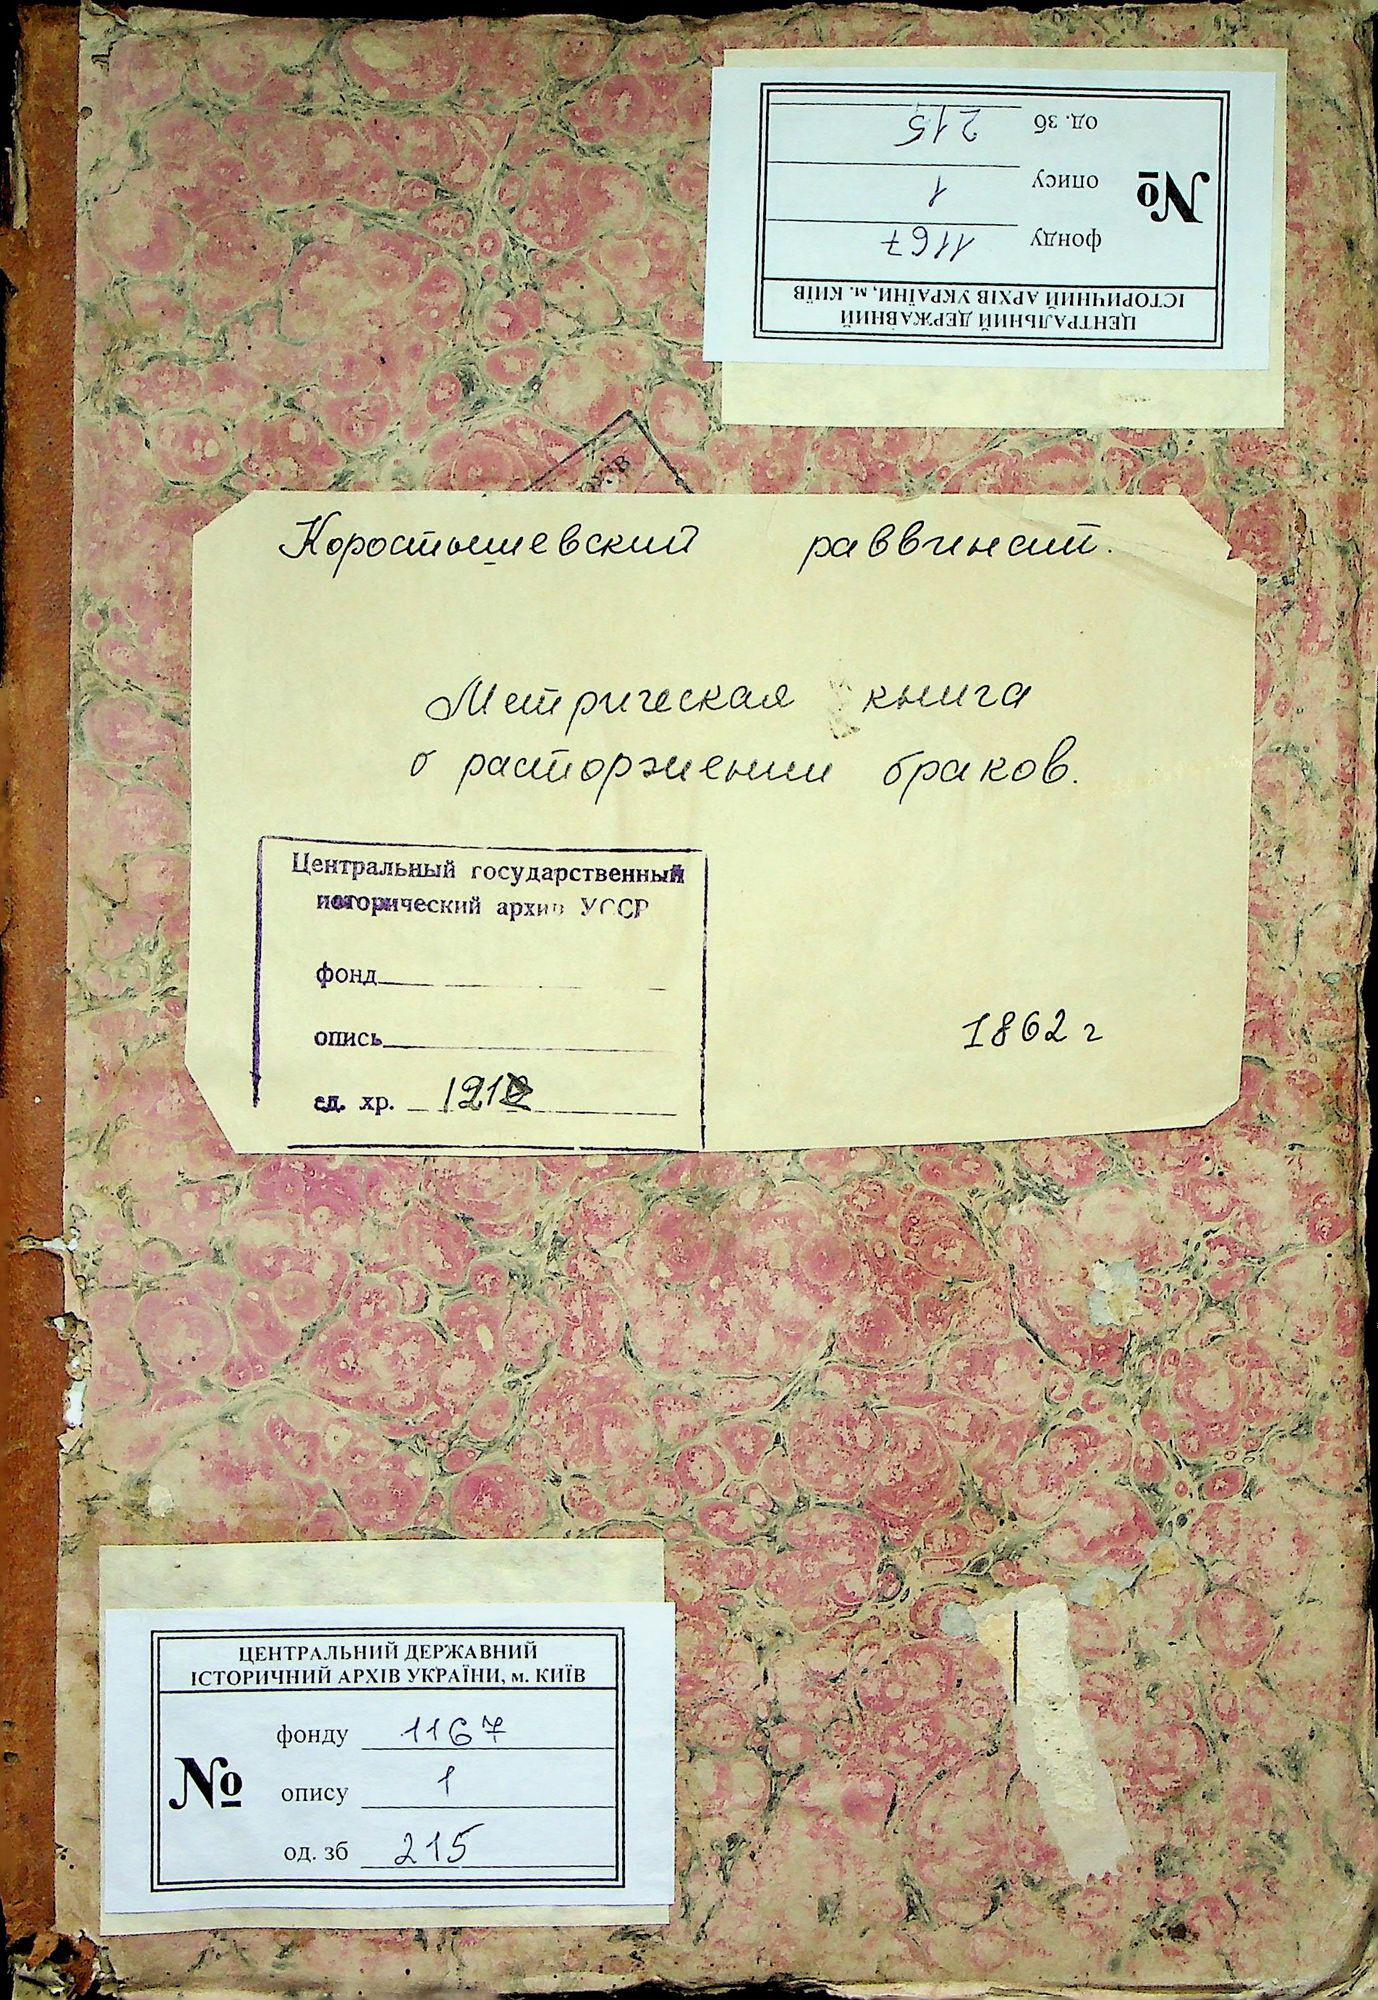 ЦЕНТРАЛЬНИЙ ДЕРЖАВНИЙ
ІСТОРИЧНИЙ АРХІВ УКРАЇНИ, м. КИЇВ
№
фонду 1167
опису 1
од. зб 215
Коростышевский раввинат.
Метрическая книга
о расторжении браков.
Центральный государственный
исторический архив УССР
фонд
опись
ед. хр.
1862 г
ЦЕНТРАЛЬНИЙ ДЕРЖАВНИЙ
ІСТОРИЧНИЙ АРХІВ УКРАЇНИ, м. КИЇВ
№
фонду 1167
опису 1
од. зб 215